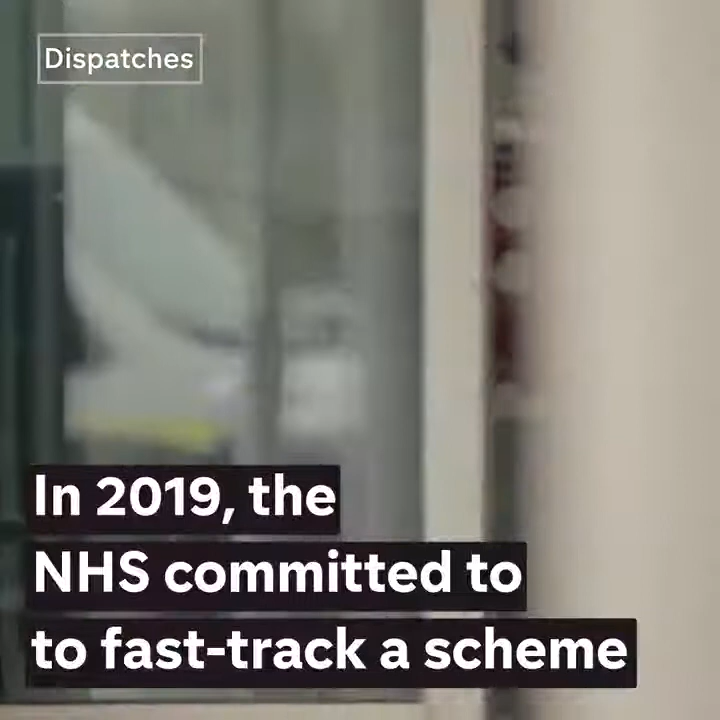 Dispatches
In 2019, the
NHS committed to
to fast-track a scheme